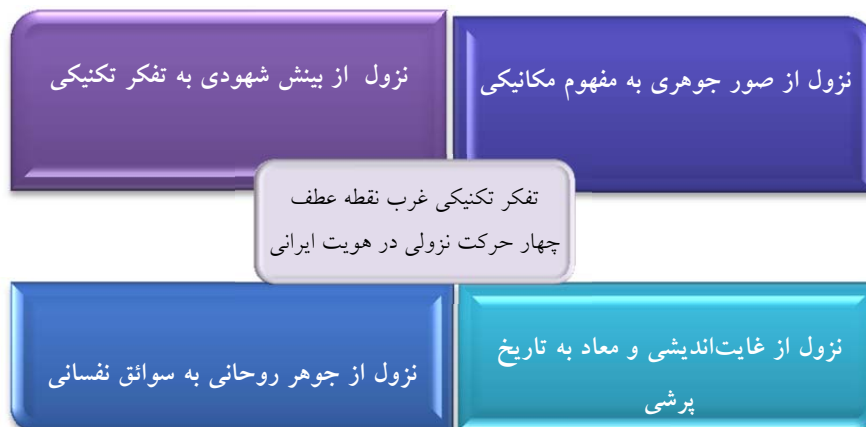 نزول از صور جوهری به مفهوم مکانیکی
نزول از بینش شهودی به تفکر تکنیکی
تفکر تکنیکی غرب نقطه عطف
چهار حرکت نزولی در هویت ایرانی
نزول از غایت‌اندیشی و معاد به تاریخ
پرشی
نزول از جوهر روحانی به سوائق نفسانی